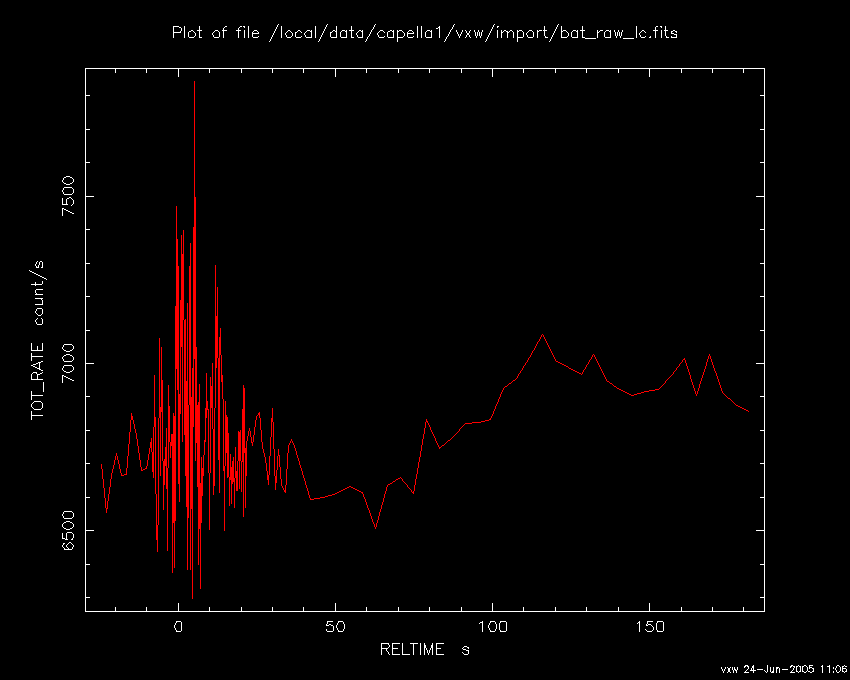 Plot of file /local/data/capella1/vxw/import/bat_raw_lc.fits
7500
7000
6500
TOT_RATE count/s
0 50 100 150
RELTIME s
vxw 24-Jun-2005 11:06